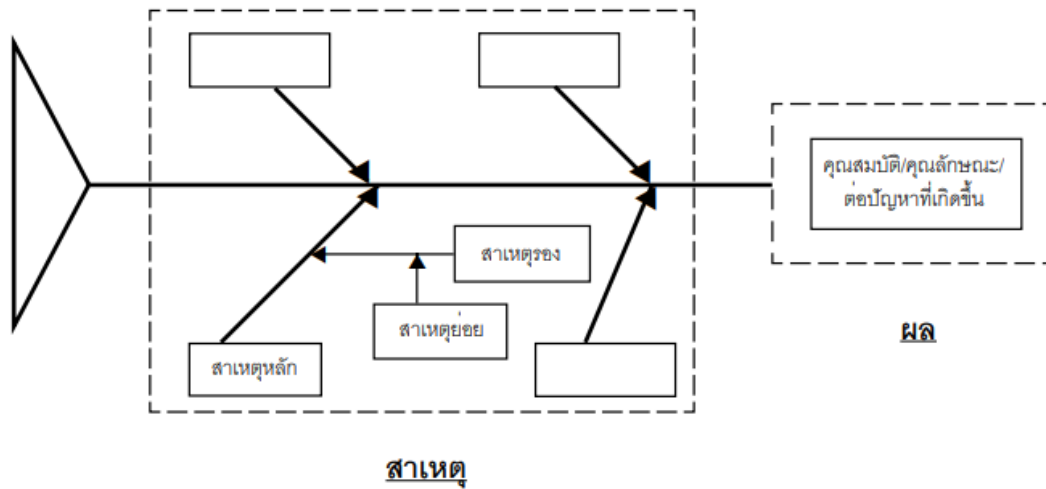 คุณสมบัติ/คุณลักษณะ/
ต่อปัญหาที่เกิดขึ้น
สาเหตุรอง
สาเหตุย่อย
สาเหตุหลัก
ผล
สาเหตุ